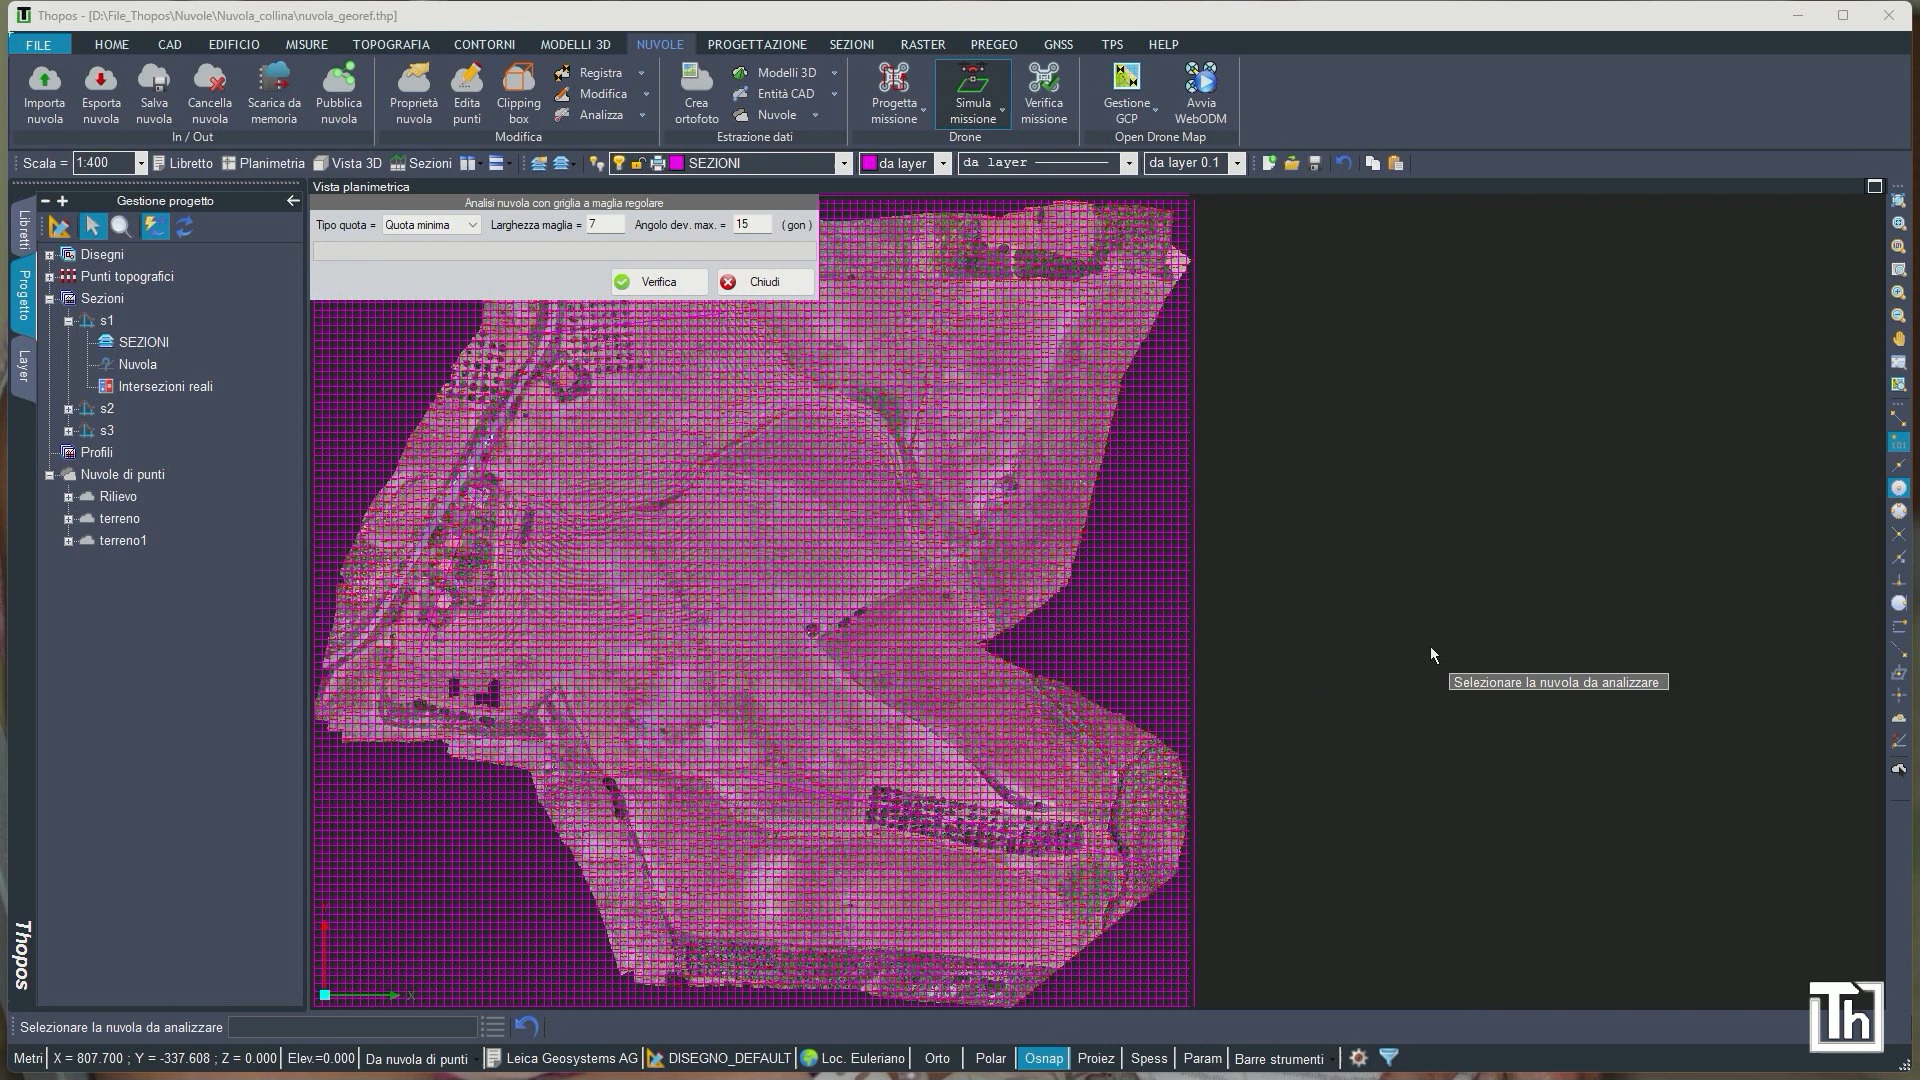 Thopos - [D:\File_Thopos\Nuvole\Nuvola_collina\nuvola_georef.thp]
FILE HOME CAD EDIFICIO MISURE TOPOGRAFIA CONTORNI MODELLI 3D NUVOLE PROGETTAZIONE SEZIONI RASTER PREGEO GNSS TPS HELP
Importa nuvola
Esporta nuvola
Salva nuvola
Cancella nuvola
Scarica da memoria
Pubblica nuvola
In / Out
Proprietà nuvola
Edita punti
Clipping box
Registra
Modifica
Analizza
Modifica
Crea ortofoto
Modelli 3D
Entità CAD
Nuvole
Estrazione dati
Progetta missione
Simula missione
Verifica missione
Drone
Gestione GCP
Avvia WebODM
Open Drone Map
Scala = 1:400 Libretto Planimetria Vista 3D Sezioni SEZIONI da layer da layer da layer 0.1
Gestione progetto
Libretti
Progetto
Layer
Disegni
Punti topografici
Sezioni
s1
SEZIONI
Nuvola
Intersezioni reali
s2
s3
Profili
Nuvole di punti
Rilievo
terreno
terreno1
Thopos
Vista planimetrica
Analisi nuvola con griglia a maglia regolare
Tipo quota = Quota minima Larghezza maglia = 7 Angolo dev. max. = 15 ( gon )
Verifica Chiudi
Selezionare la nuvola da analizzare
X
Th
Selezionare la nuvola da analizzare
Metri X = 807.700 ; Y = -337.608 ; Z = 0.000 Elev.=0.000 Da nuvola di punti Leica Geosystems AG DISEGNO_DEFAULT Loc. Euleriano Orto Polar Osnap Proiez Spess Param Barre strumenti